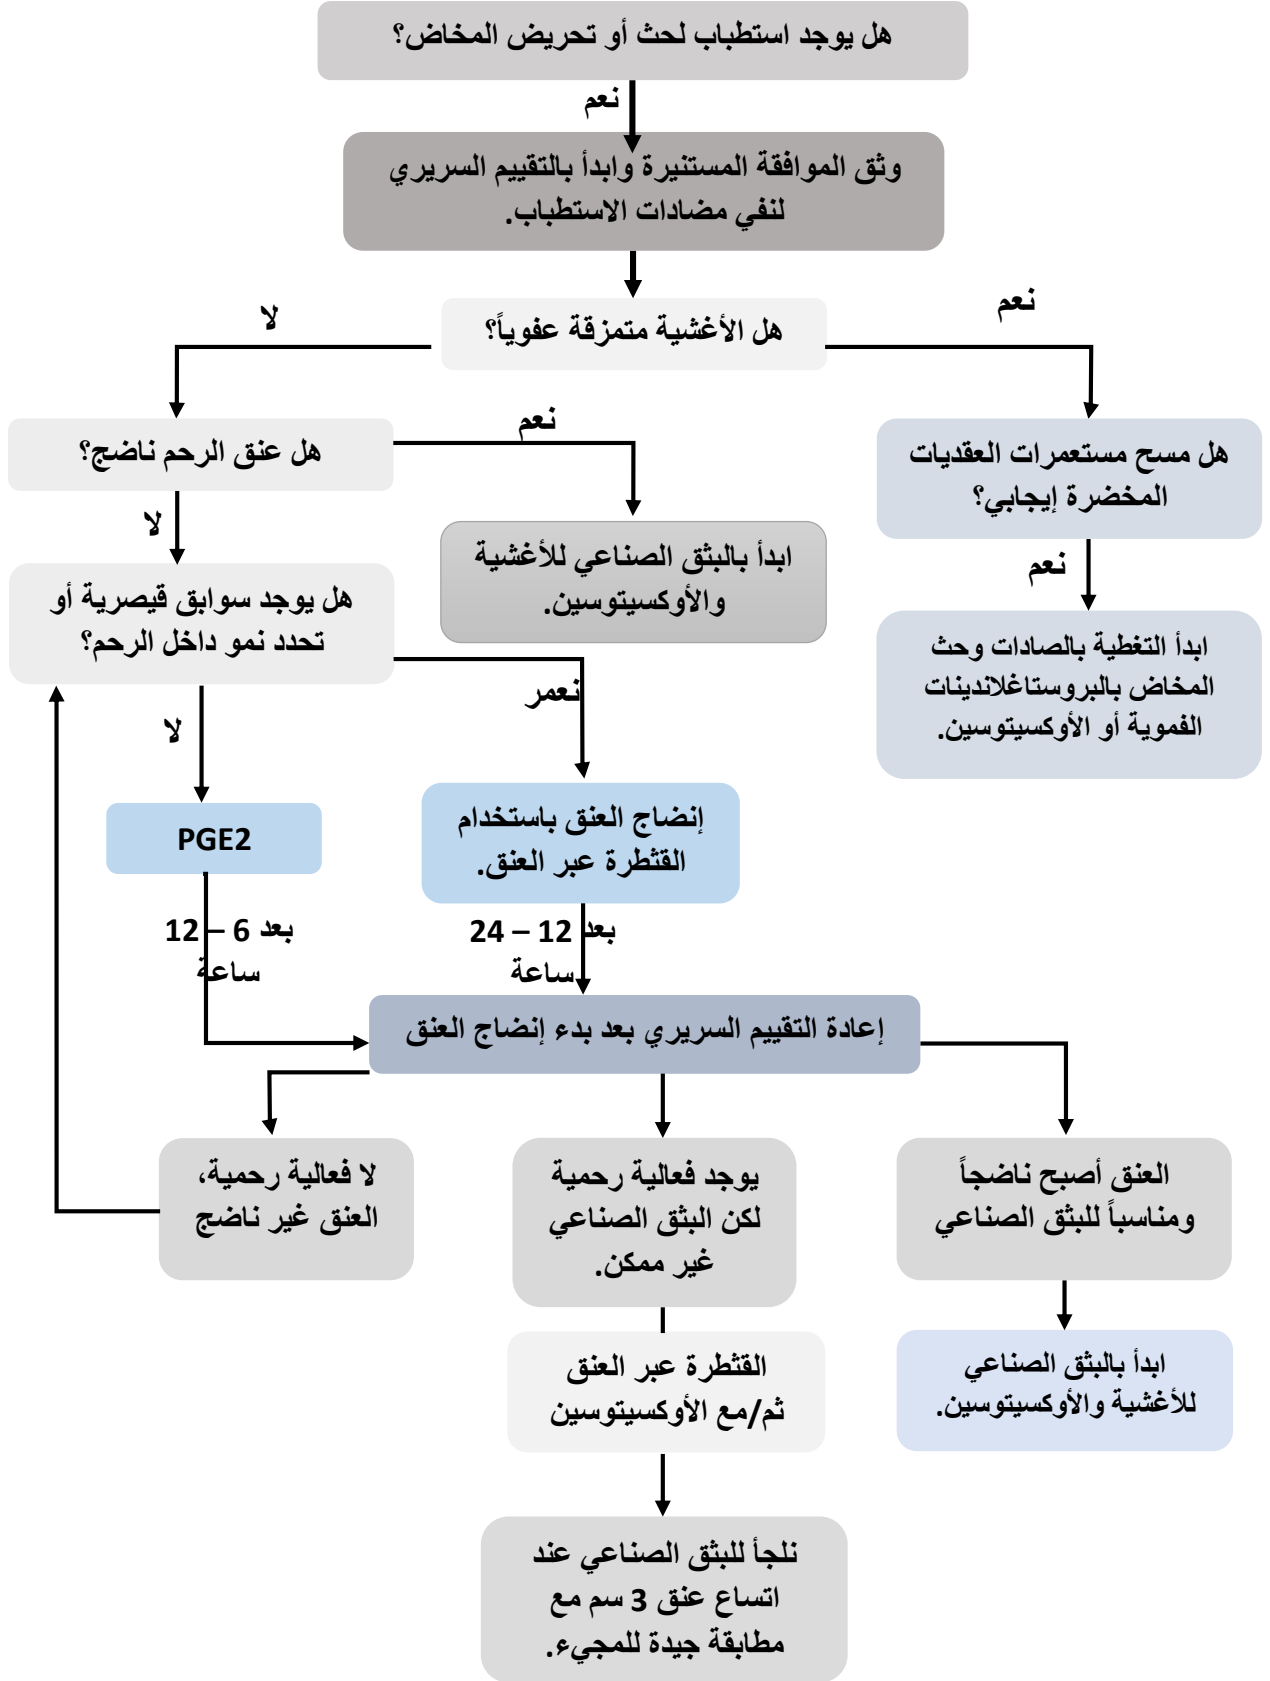 هل يوجد استطباب لحث أو تحريض المخاض؟
نعم
وثق الموافقة المستنيرة وابدأ بالتقييم السريري
لنفي مضادات الاستطباب.
هل الأغشية متمزقة عفوياً؟
نعم
لا
هل مسح مستعمرات العقديات
المخضرة إيجابي؟
نعم
ابدأ التغطية بالصادات وحث
المخاض بالبروستاغلاندينات
الفموية أو الأوكسيتوسين.
هل عنق الرحم ناضج؟
نعم
ابدأ بالبثق الصناعي للأغشية
والأوكسيتوسين.
لا
هل يوجد سوابق قيصرية أو
تحدد نمو داخل الرحم؟
نعمر
لا
إنضاج العنق باستخدام
القثطرة عبر العنق.
PGE2
بعد 12 – 24
ساعة
بعد 6 – 12
ساعة
إعادة التقييم السريري بعد بدء إنضاج العنق
العنق أصبح ناضجاً
ومناسباً للبثق الصناعي
ابدأ بالبثق الصناعي
للأغشية والأوكسيتوسين.
يوجد فعالية رحمية
لكن البثق الصناعي
غير ممكن.
القثطرة عبر العنق
ثم/مع الأوكسيتوسين
نلجأ للبثق الصناعي عند
اتساع عنق 3 سم مع
مطابقة جيدة للمجيء.
لا فعالية رحمية،
العنق غير ناضج